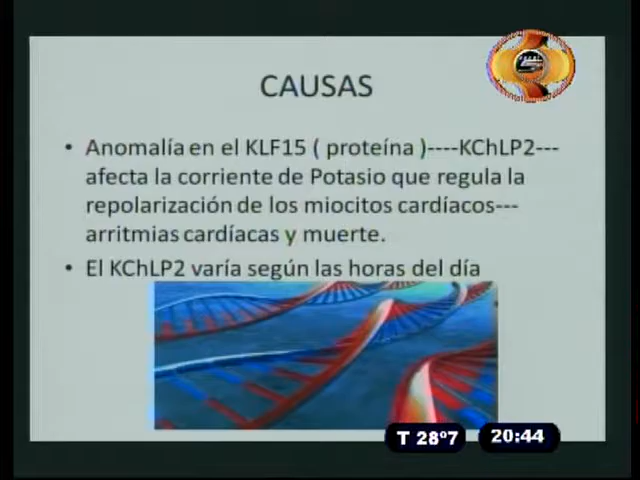 CAUSAS
• Anomalía en el KLF15 ( proteína )----KChLP2---
afecta la corriente de Potasio que regula la
repolarización de los miocitos cardíacos---
arritmias cardíacas y muerte.
• El KChLP2 varía según las horas del día
T 28º7 20:44